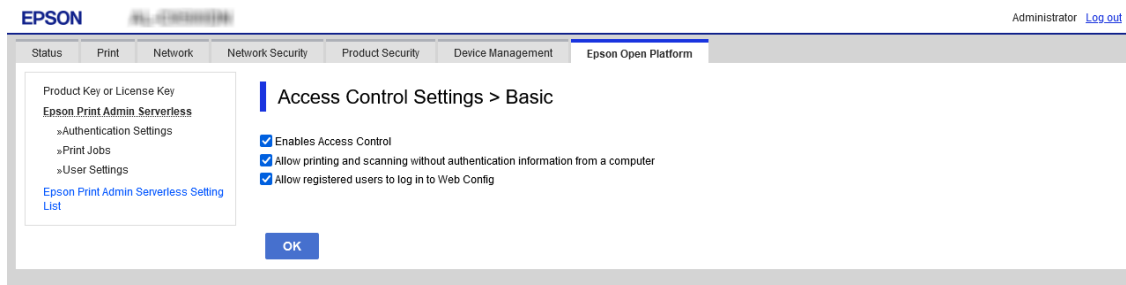 EPSON
Administrator Log out
Status Print Network Network Security Product Security Device Management Epson Open Platform
Product Key or License Key
Epson Print Admin Serverless
»Authentication Settings
»Print Jobs
»User Settings
Epson Print Admin Serverless Setting
List
Access Control Settings > Basic
Enables Access Control
Allow printing and scanning without authentication information from a computer
Allow registered users to log in to Web Config
OK